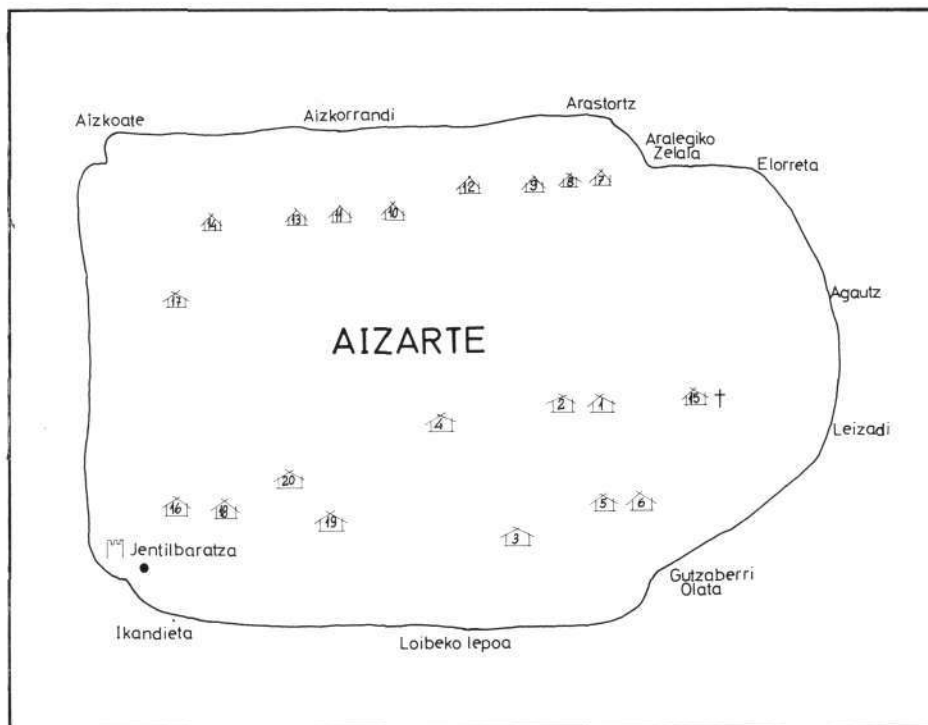 Arastortz
Aizkoate
Aizkorrandi
Aralegiko
Zelaia
Elorreta
12
9
8
7
14
13
11
10
17
Agautz
AIZARTE
15
2
1
4
Leizadi
20
16
18
19
5
6
3
Jentilbaratza
Gutzaberri
Olata
Ikandieta
Loibeko lepoa